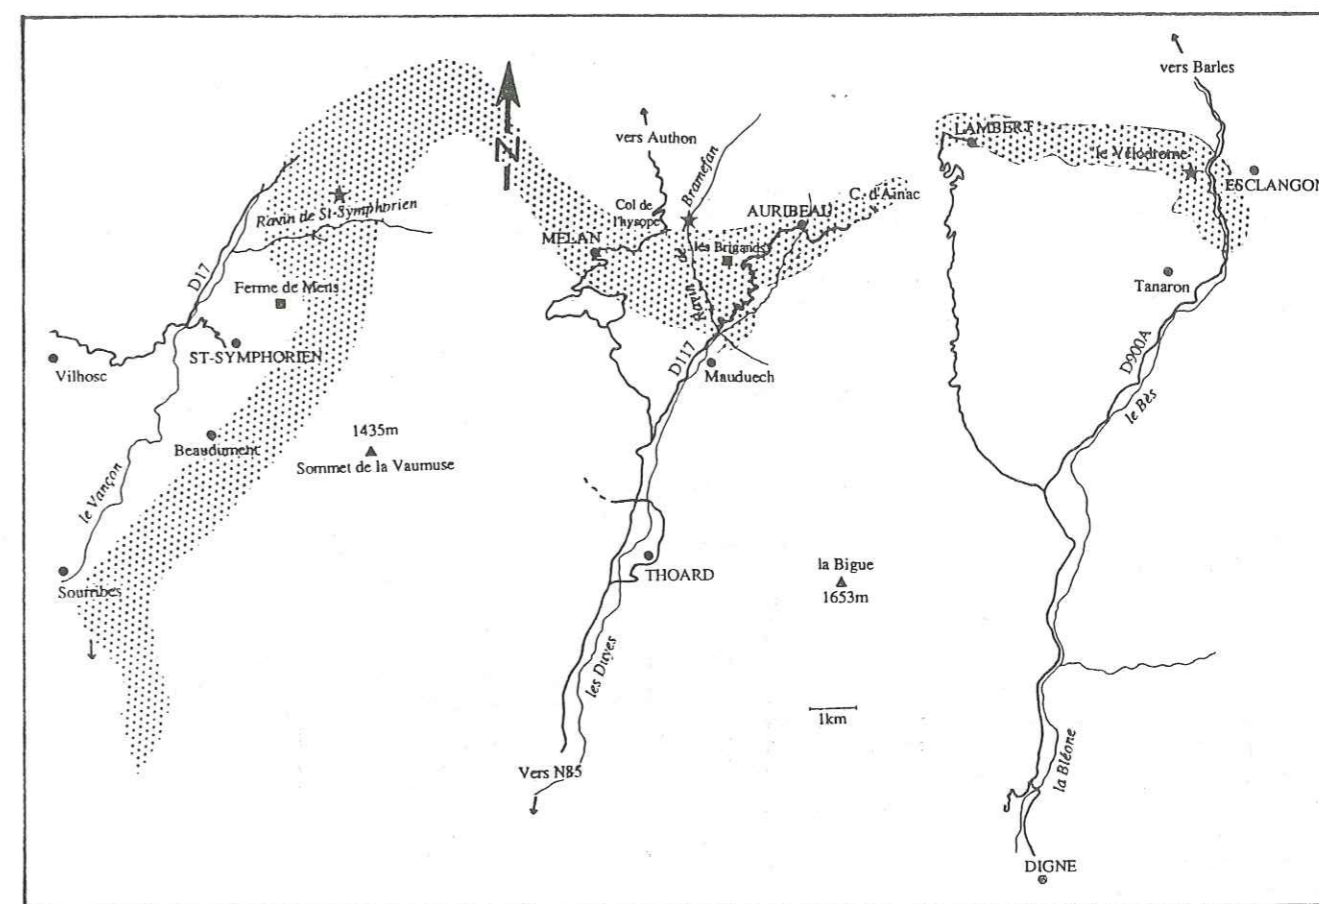 vers Barles
LAMBERT
vers Authon
le Vélodrome
ESCLANGON
N
Bramefan
C. d'Ainac
Ravin de St-Symphorien
Col de
l'hysope
AURIBEAU
MELAN
les Brigands
Ravin de
D17
Ferme de Mens
Tanaron
ST-SYMPHORIEN
Vilhosc
D117
Mauduech
D900A
le Bès
1435m
Sommet de la Vaumuse
Beaudument
le Vançon
Sourribes
THOARD
la Bigue
1653m
les Duyes
1km
Vers N85
la Bléone
DIGNE